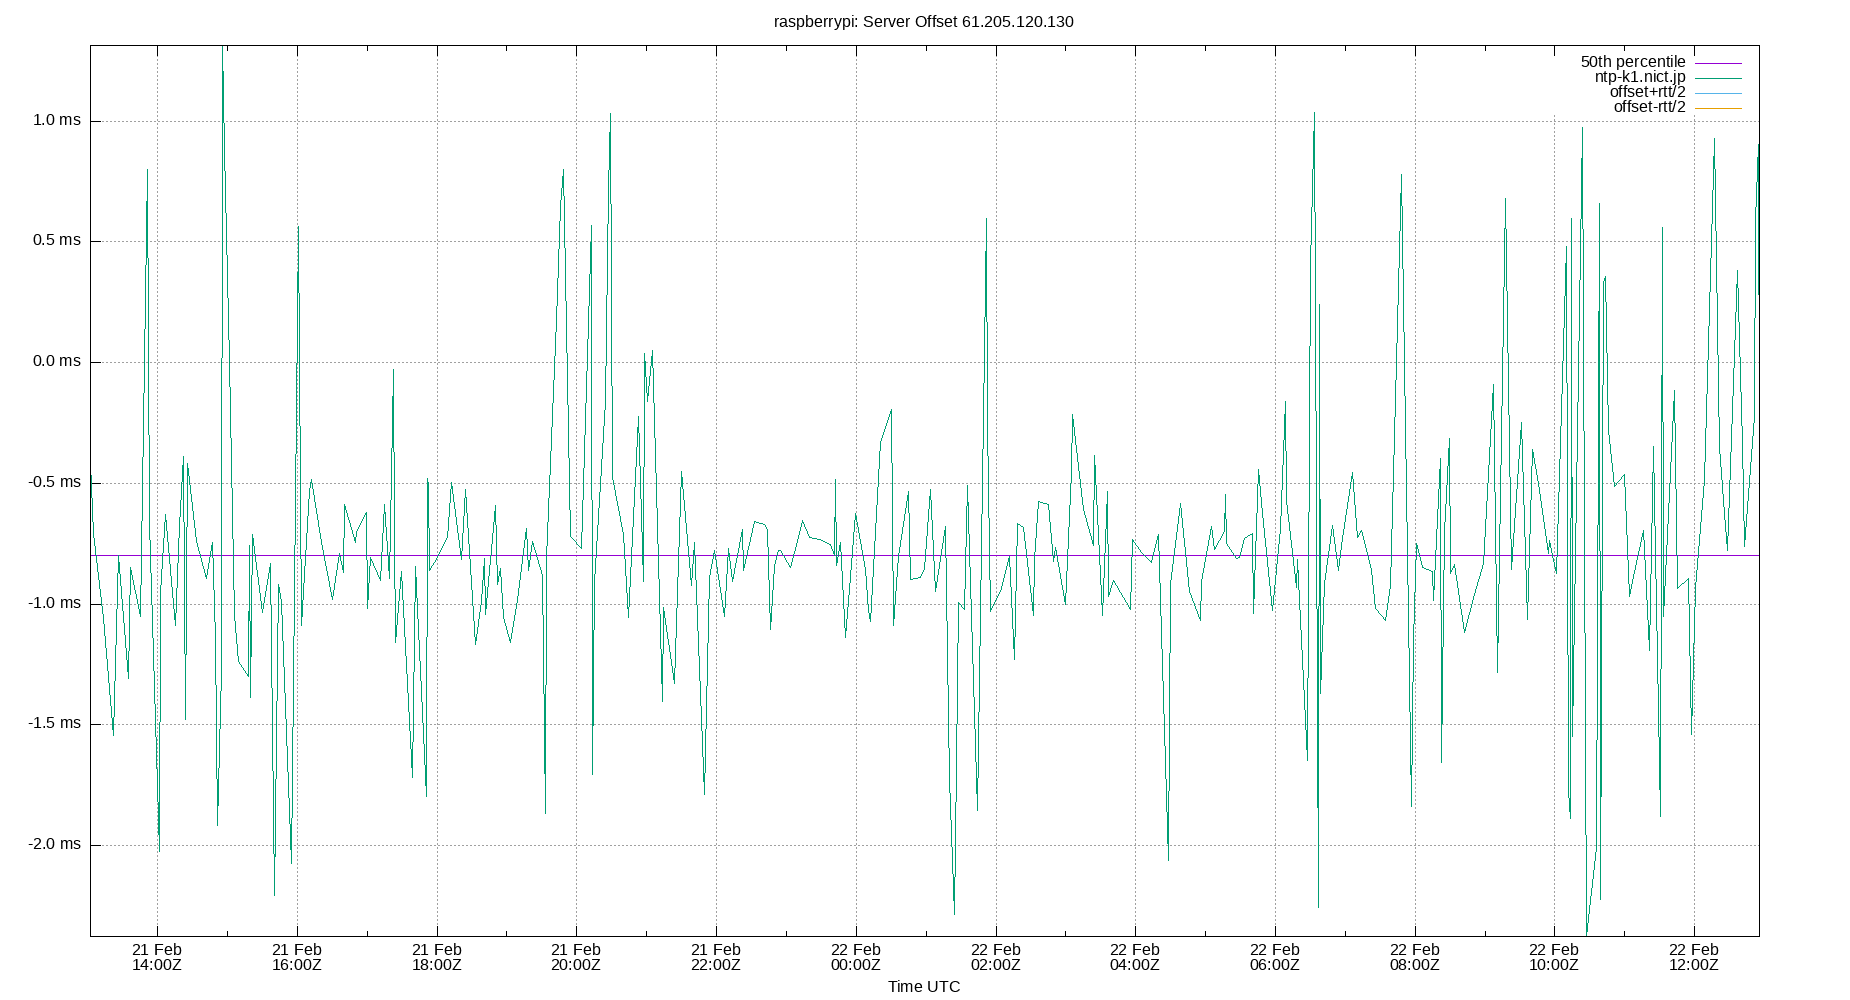 raspberrypi: Server Offset 61.205.120.130
50th percentile
ntp-k1.nict.jp
offset+rtt/2
offset-rtt/2
1.0 ms
0.5 ms
0.0 ms
-0.5 ms
-1.0 ms
-1.5 ms
-2.0 ms
21 Feb 21 Feb 21 Feb 21 Feb 21 Feb 22 Feb 22 Feb 22 Feb 22 Feb 22 Feb 22 Feb 22 Feb
14:00Z 16:00Z 18:00Z 20:00Z 22:00Z 00:00Z 02:00Z 04:00Z 06:00Z 08:00Z 10:00Z 12:00Z
Time UTC